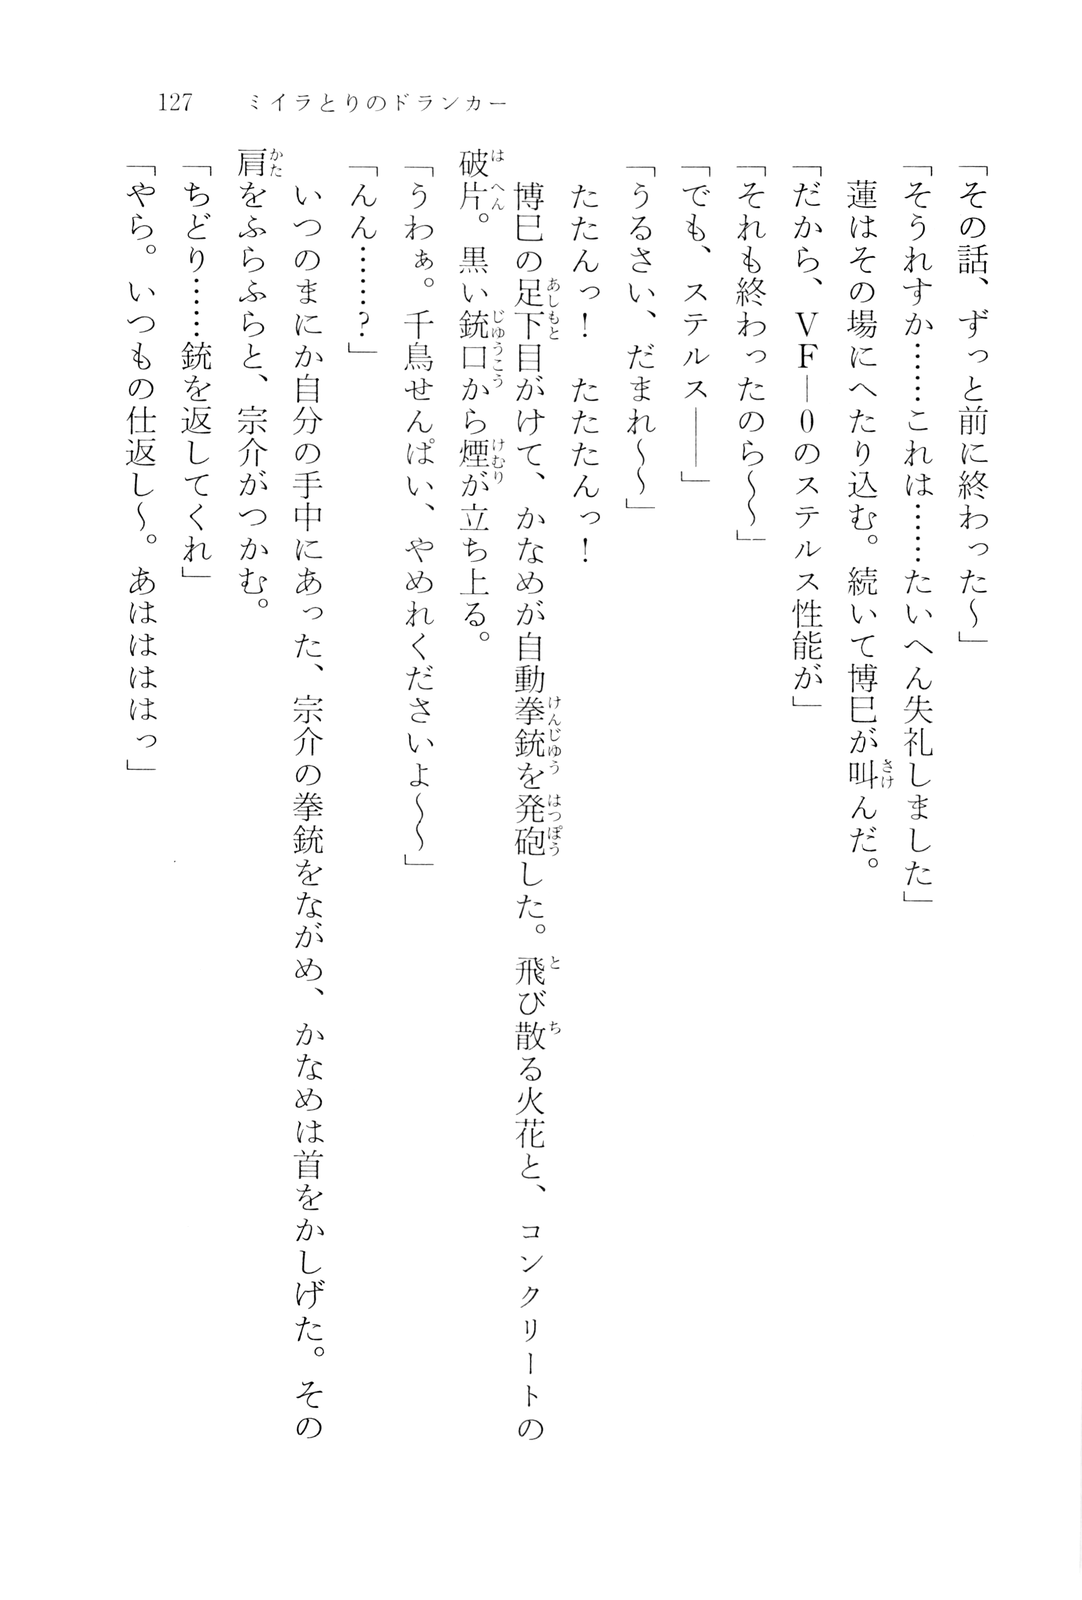 127　ミイラとりのドランカー
「その話、ずっと前に終わった～」
「そうれすか……これは……たいへん失礼しました」
　蓮はその場にへたり込む。続いて博巳が叫んだ。
「だから、ＶＦ－０のステルス性能が」
「それも終わったのら～～」
「でも、ステルス――」
「うるさい、だまれ～～」
　たたんっ！　たたたんっ！
　博巳の足下目がけて、かなめが自動拳銃を発砲した。飛び散る火花と、コンクリートの
破片。黒い銃口から煙が立ち上る。
「うわぁ。千鳥せんぱい、やめれくださいよ～～」
「んん……？」
　いつのまにか自分の手中にあった、宗介の拳銃をながめ、かなめは首をかしげた。その
肩をふらふらと、宗介がつかむ。
「ちどり……銃を返してくれ」
「やら。いつもの仕返し～。あはははは っ」